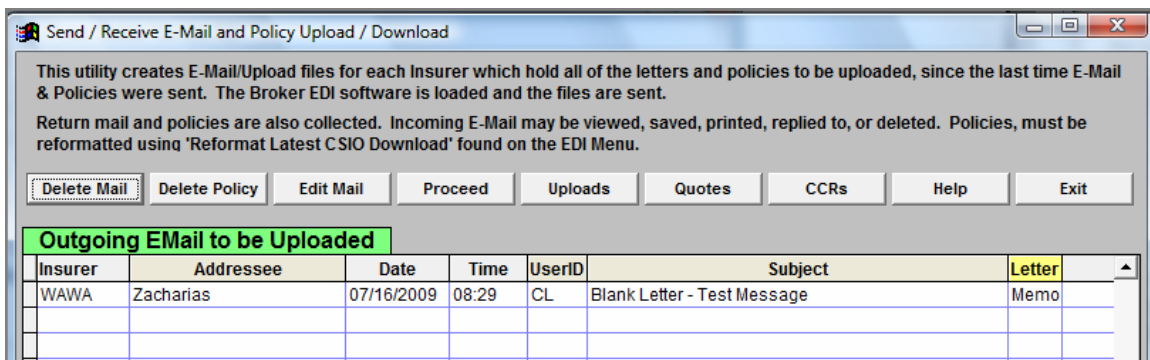 Send / Receive E-Mail and Policy Upload / Download
This utility creates E-Mail/Upload files for each Insurer which hold all of the letters and policies to be uploaded, since the last time E-Mail
& Policies were sent. The Broker EDI software is loaded and the files are sent.
Return mail and policies are also collected. Incoming E-Mail may be viewed, saved, printed, replied to, or deleted. Policies, must be
reformatted using 'Reformat Latest CSIO Download' found on the EDI Menu.
Delete Mail Delete Policy Edit Mail Proceed Uploads Quotes CCRs Help Exit
Outgoing EMail to be Uploaded
Insurer Addressee Date Time UserID Subject Letter
WAWA Zacharias 07/16/2009 08:29 CL Blank Letter - Test Message Memo